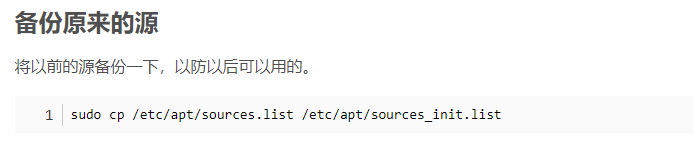 备份原来的源
将以前的源备份一下，以防以后可以用的。
1 sudo cp /etc/apt/sources.list /etc/apt/sources_init.list